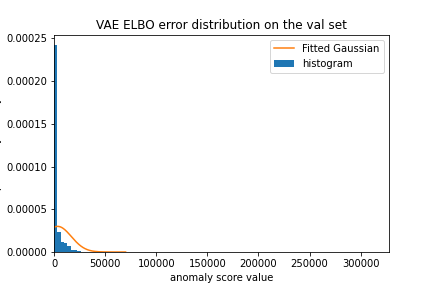 VAE ELBO error distribution on the val set
Fitted Gaussian
histogram
0.00025
0.00020
0.00015
0.00010
0.00005
0.00000
0 50000 100000 150000 200000 250000 300000
anomaly score value